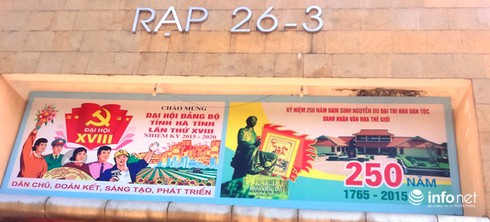 RẠP 26-3
CHÀO MỪNG
ĐẠI HỘI ĐẢNG BỘ
TỈNH HÀ TĨNH
LẦN THỨ XVIII
NHIỆM KỲ 2015 - 2020
ĐẠI HỘI
XVIII
DÂN CHỦ, ĐOÀN KẾT, SÁNG TẠO, PHÁT TRIỂN
KỶ NIỆM 250 NĂM NĂM SINH NGUYỄN DU ĐẠI THI HÀO DÂN TỘC,
DANH NHÂN VĂN HÓA THẾ GIỚI
250 NĂM
1765 - 2015
infonet